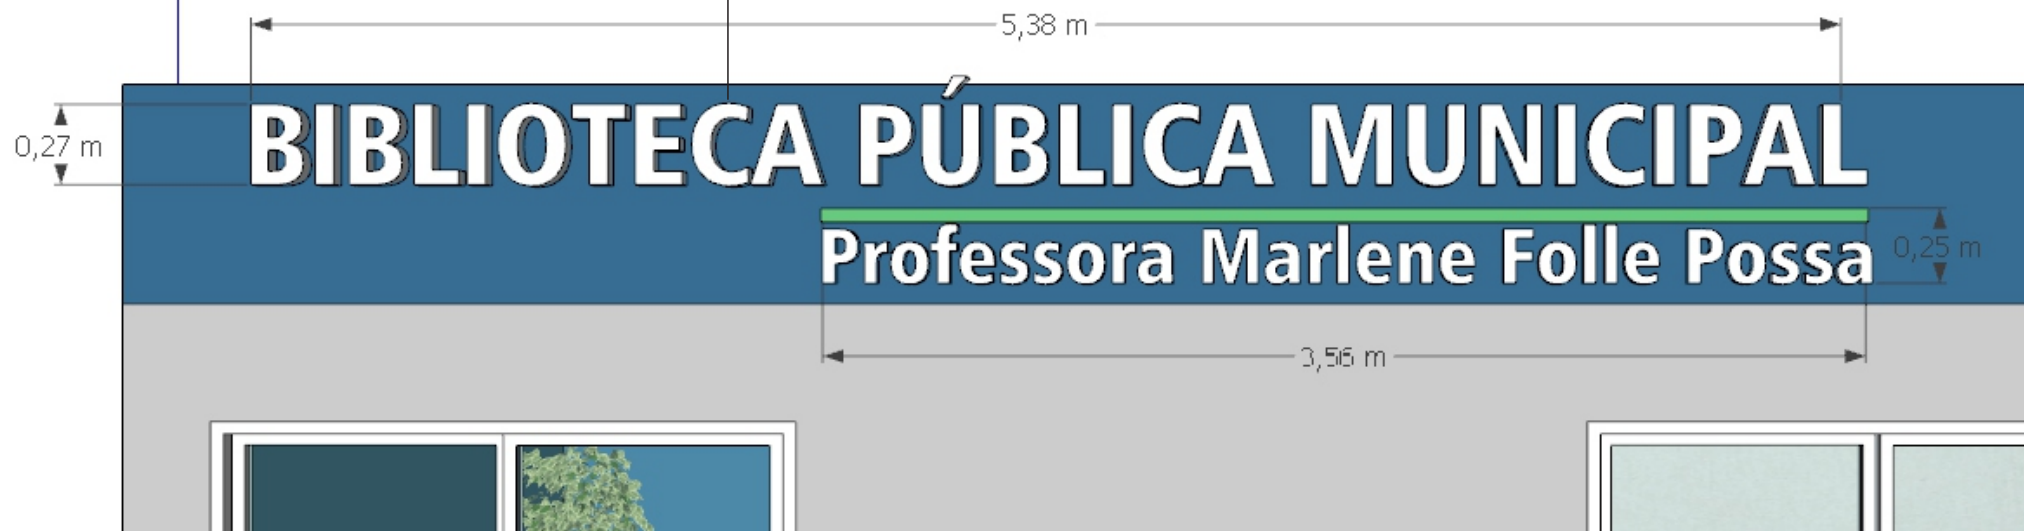 5,38 m
0,27 m
BIBLIOTECA PÚBLICA MUNICIPAL
Professora Marlene Folle Possa
0,25 m
3,56 m